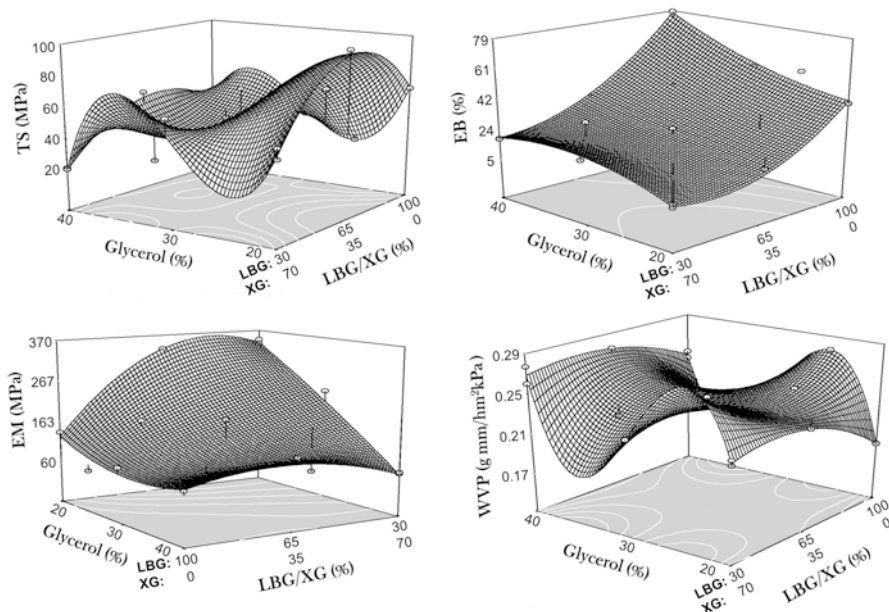 100
80
60
40
20
TS (MPa)
40
30
20
Glycerol (%)
LBG: 30 65 100
XG: 70 35 0
LBG/XG (%)
79
61
42
24
5
EB (%)
40
30
20
Glycerol (%)
LBG: 30 65 100
XG: 70 35 0
LBG/XG (%)
370
267
163
60
EM (MPa)
20
30
40
Glycerol (%)
LBG: 100 65 30
XG: 0 35 70
LBG/XG (%)
0.29
0.25
0.21
0.17
WVP (g mm/hm²kPa)
40
30
20
Glycerol (%)
LBG: 30 65 100
XG: 70 35 0
LBG/XG (%)